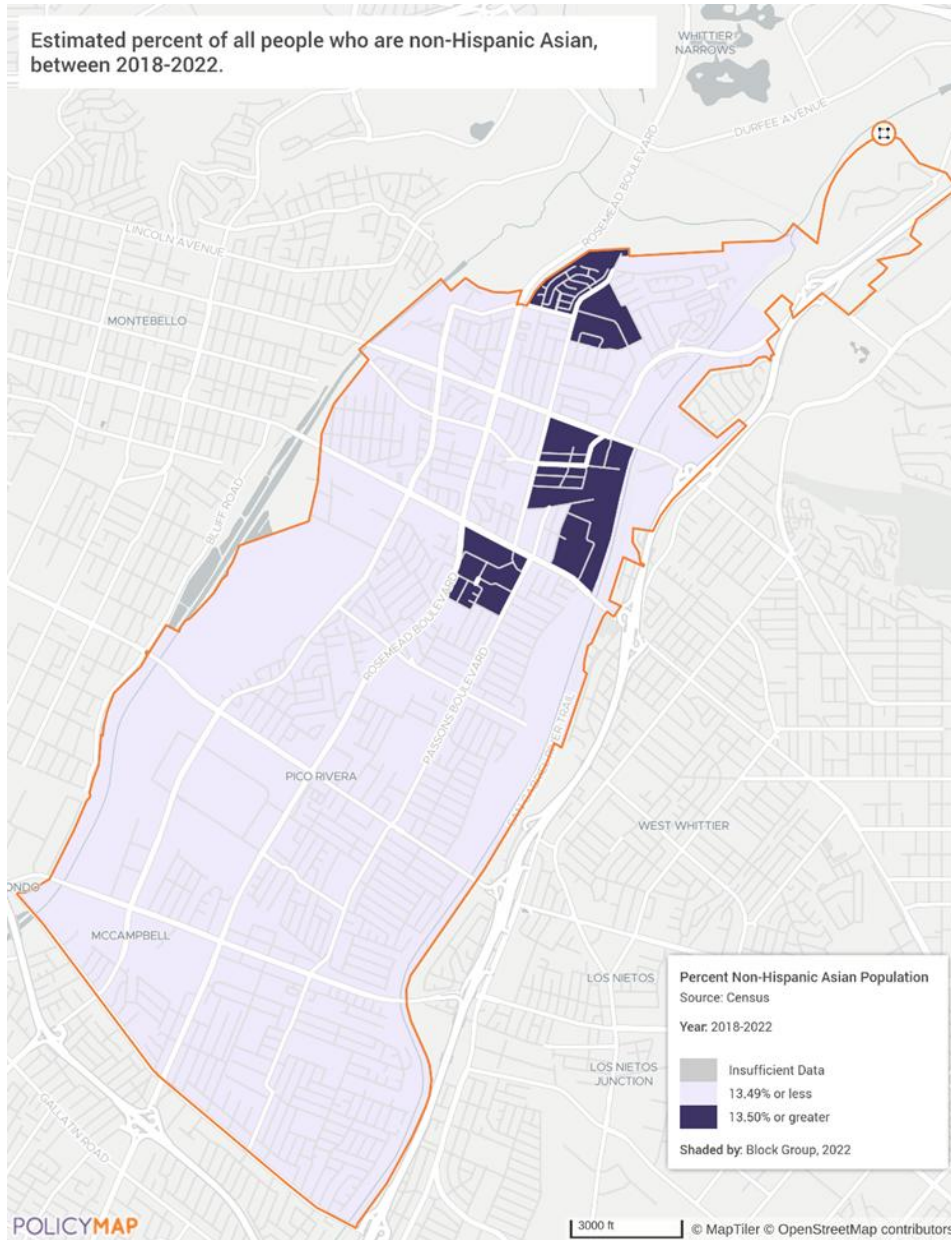 Estimated percent of all people who are non-Hispanic Asian,
between 2018-2022.
WHITTIER
NARROWS
DURFEE AVENUE
ROSEMEAD BOULEVARD
LINCOLN AVENUE
MONTEBELLO
BLUFF ROAD
ROSEMEAD BOULEVARD
PASSONS BOULEVARD
PICO RIVERA
WEST WHITTIER
ONDO
MCCAMPBELL
LOS NIETOS
LOS NIETOS
JUNCTION
GALLATIN ROAD
Percent Non-Hispanic Asian Population
Source: Census
Year: 2018-2022
Insufficient Data
13.49% or less
13.50% or greater
Shaded by: Block Group, 2022
POLICYMAP
3000 ft
© MapTiler © OpenStreetMap contributors